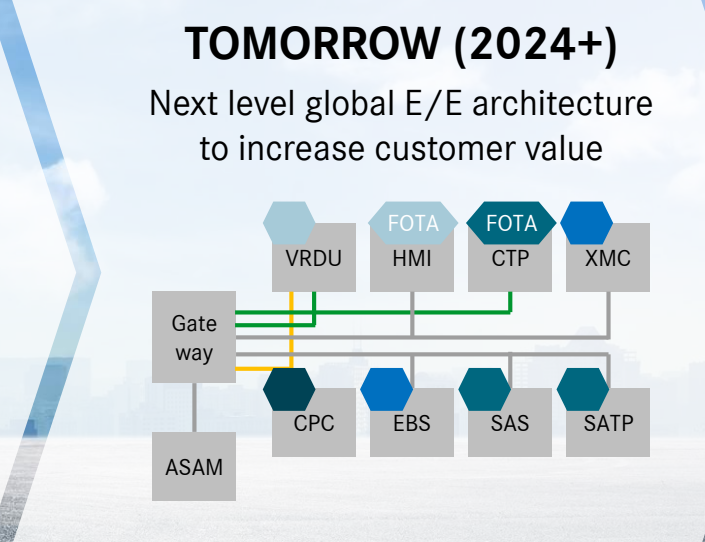 TOMORROW (2024+)
Next level global E/E architecture
to increase customer value
FOTA
FOTA
VRDU
HMI
CTP
XMC
Gate
way
CPC
EBS
SAS
SATP
ASAM